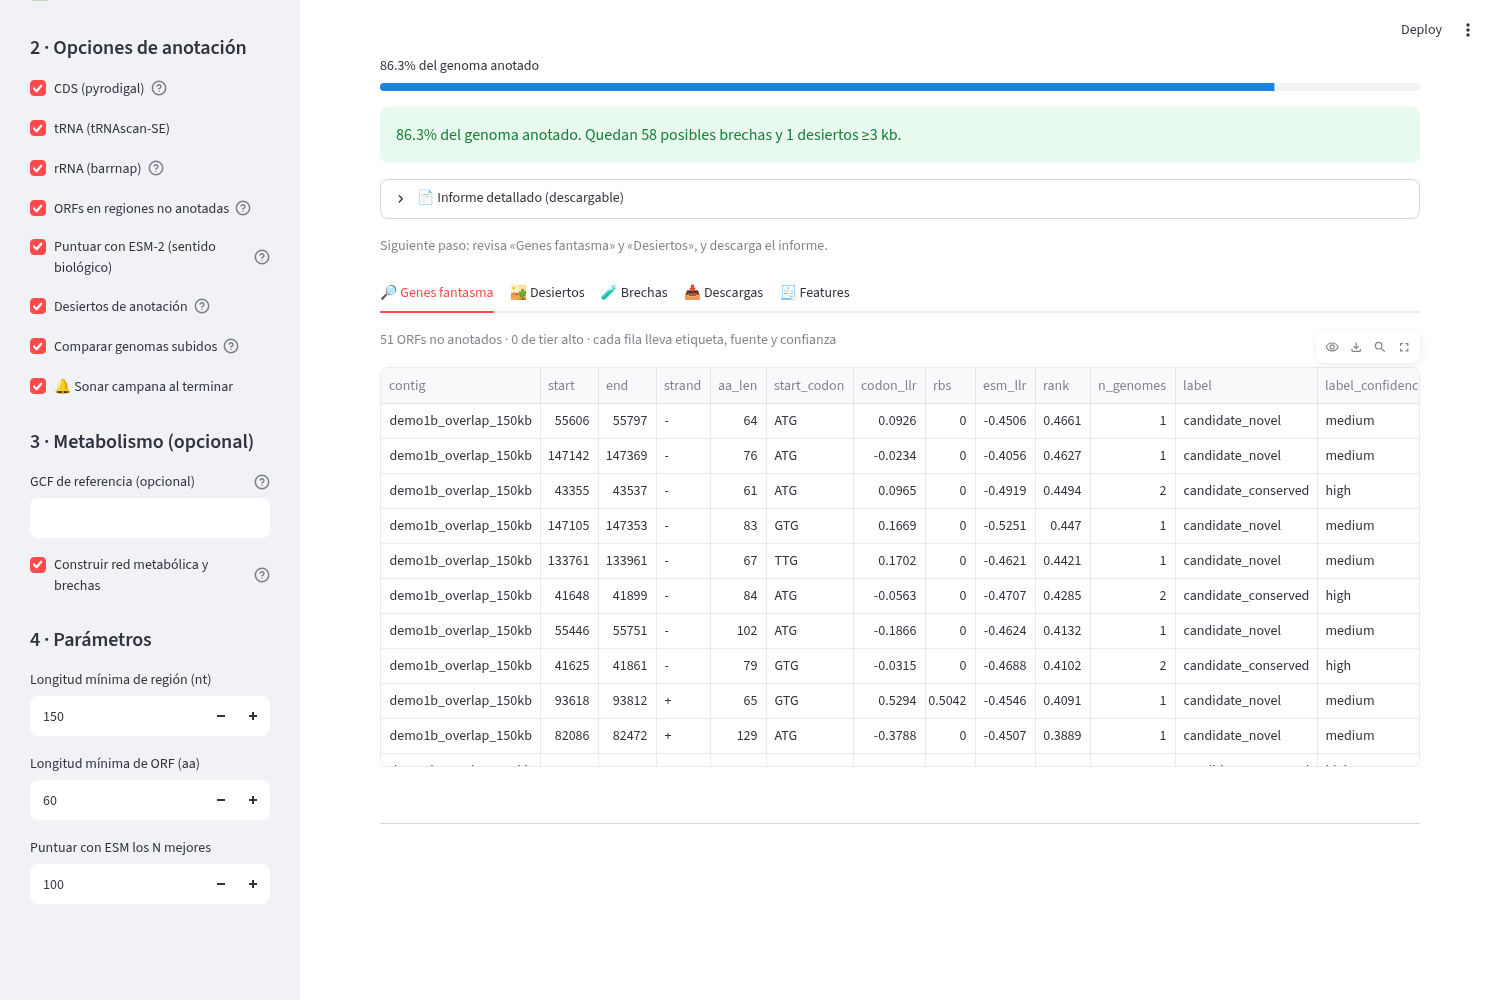 2 · Opciones de anotación
CDS (pyrodigal)
tRNA (tRNAscan-SE)
rRNA (barrnap)
ORFs en regiones no anotadas
Puntuar con ESM-2 (sentido
biológico)
Desiertos de anotación
Comparar genomas subidos
🔔 Sonar campana al terminar
3 · Metabolismo (opcional)
GCF de referencia (opcional)
Construir red metabólica y
brechas
4 · Parámetros
Longitud mínima de región (nt)
150
Longitud mínima de ORF (aa)
60
Puntuar con ESM los N mejores
100
Deploy
86.3% del genoma anotado
86.3% del genoma anotado. Quedan 58 posibles brechas y 1 desiertos ≥3 kb.
📄 Informe detallado (descargable)
Siguiente paso: revisa «Genes fantasma» y «Desiertos», y descarga el informe.
🔎 Genes fantasma 🏜️ Desiertos 🧪 Brechas 📥 Descargas 🧾 Features
51 ORFs no anotados · 0 de tier alto · cada fila lleva etiqueta, fuente y confianza
contig start end strand aa_len start_codon codon_llr rbs esm_llr rank n_genomes label label_confidenc
demo1b_overlap_150kb 55606 55797 - 64 ATG 0.0926 0 -0.4506 0.4661 1 candidate_novel medium
demo1b_overlap_150kb 147142 147369 - 76 ATG -0.0234 0 -0.4056 0.4627 1 candidate_novel medium
demo1b_overlap_150kb 43355 43537 - 61 ATG 0.0965 0 -0.4919 0.4494 2 candidate_conserved high
demo1b_overlap_150kb 147105 147353 - 83 GTG 0.1669 0 -0.5251 0.447 1 candidate_novel medium
demo1b_overlap_150kb 133761 133961 - 67 TTG 0.1702 0 -0.4621 0.4421 1 candidate_novel medium
demo1b_overlap_150kb 41648 41899 - 84 ATG -0.0563 0 -0.4707 0.4285 2 candidate_conserved high
demo1b_overlap_150kb 55446 55751 - 102 ATG -0.1866 0 -0.4624 0.4132 1 candidate_novel medium
demo1b_overlap_150kb 41625 41861 - 79 GTG -0.0315 0 -0.4688 0.4102 2 candidate_conserved high
demo1b_overlap_150kb 93618 93812 + 65 GTG 0.5294 0.5042 -0.4546 0.4091 1 candidate_novel medium
demo1b_overlap_150kb 82086 82472 + 129 ATG -0.3788 0 -0.4507 0.3889 1 candidate_novel medium